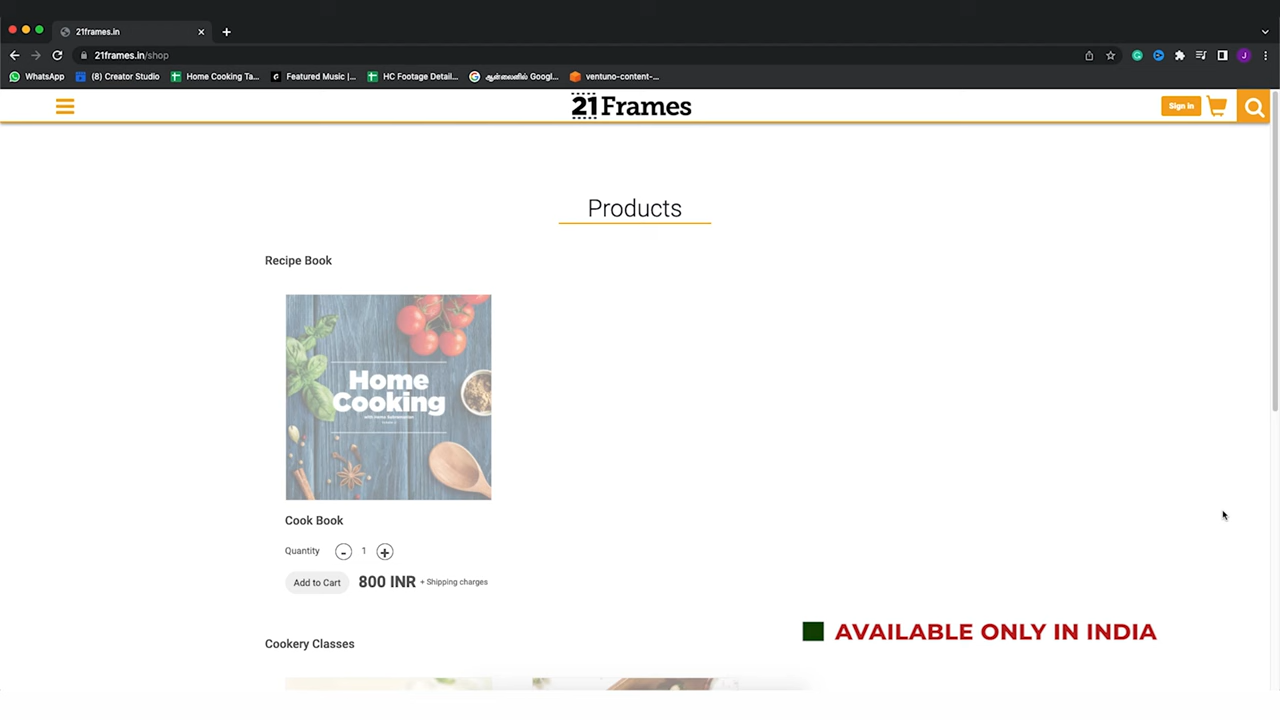 21frames.in
21frames.in/shop
J
WhatsApp
(8) Creator Studio
Home Cooking Ta...
Featured Music |...
HC Footage Detail...
ஆன்லைனில் Googl...
ventuno-content-...
21Frames
Sign In
Products
Recipe Book
Home
Cooking
Cook Book
Quantity - 1 +
Add to Cart 800 INR + Shipping charges
AVAILABLE ONLY IN INDIA
Cookery Classes